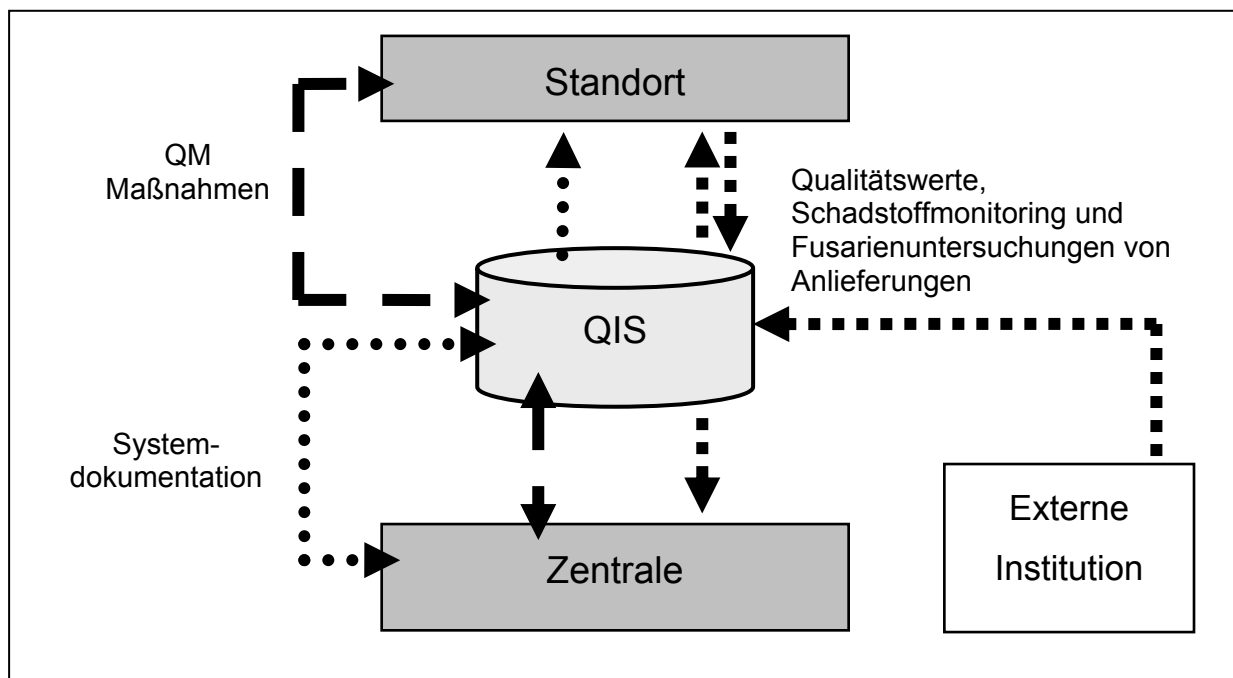 Standort
QM
Maßnahmen
Qualitätswerte,
Schadstoffmonitoring und
Fusarienuntersuchungen von
Anlieferungen
QIS
System-
dokumentation
Externe
Institution
Zentrale